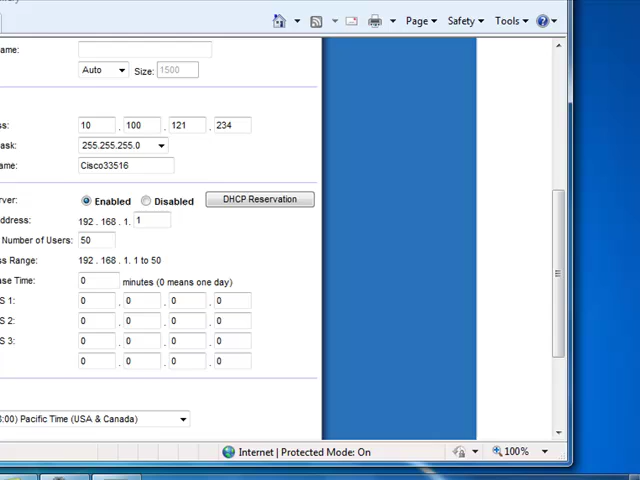 Page Safety Tools
ame:
Auto Size: 1500
ss: 10 . 100 . 121 . 234
ask: 255.255.255.0
ame: Cisco33516
rver: Enabled Disabled DHCP Reservation
ddress: 192 . 168 . 1. 1
Number of Users: 50
ss Range: 192 . 168 . 1. 1 to 50
ase Time: 0 minutes (0 means one day)
S 1: 0 . 0 . 0 . 0
S 2: 0 . 0 . 0 . 0
S 3: 0 . 0 . 0 . 0
0 . 0 . 0 . 0
8:00) Pacific Time (USA & Canada)
Internet | Protected Mode: On 100%